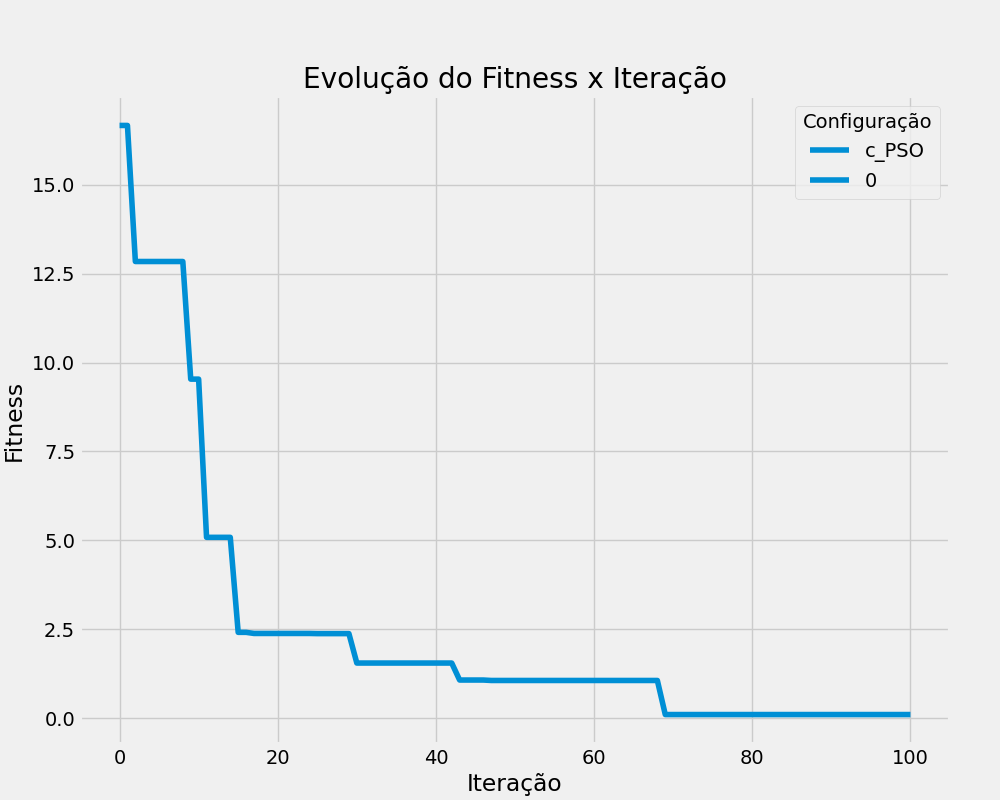 Evolução do Fitness x Iteração
Configuração
c_PSO
0
Fitness
15.0
12.5
10.0
7.5
5.0
2.5
0.0
0 20 40 60 80 100
Iteração